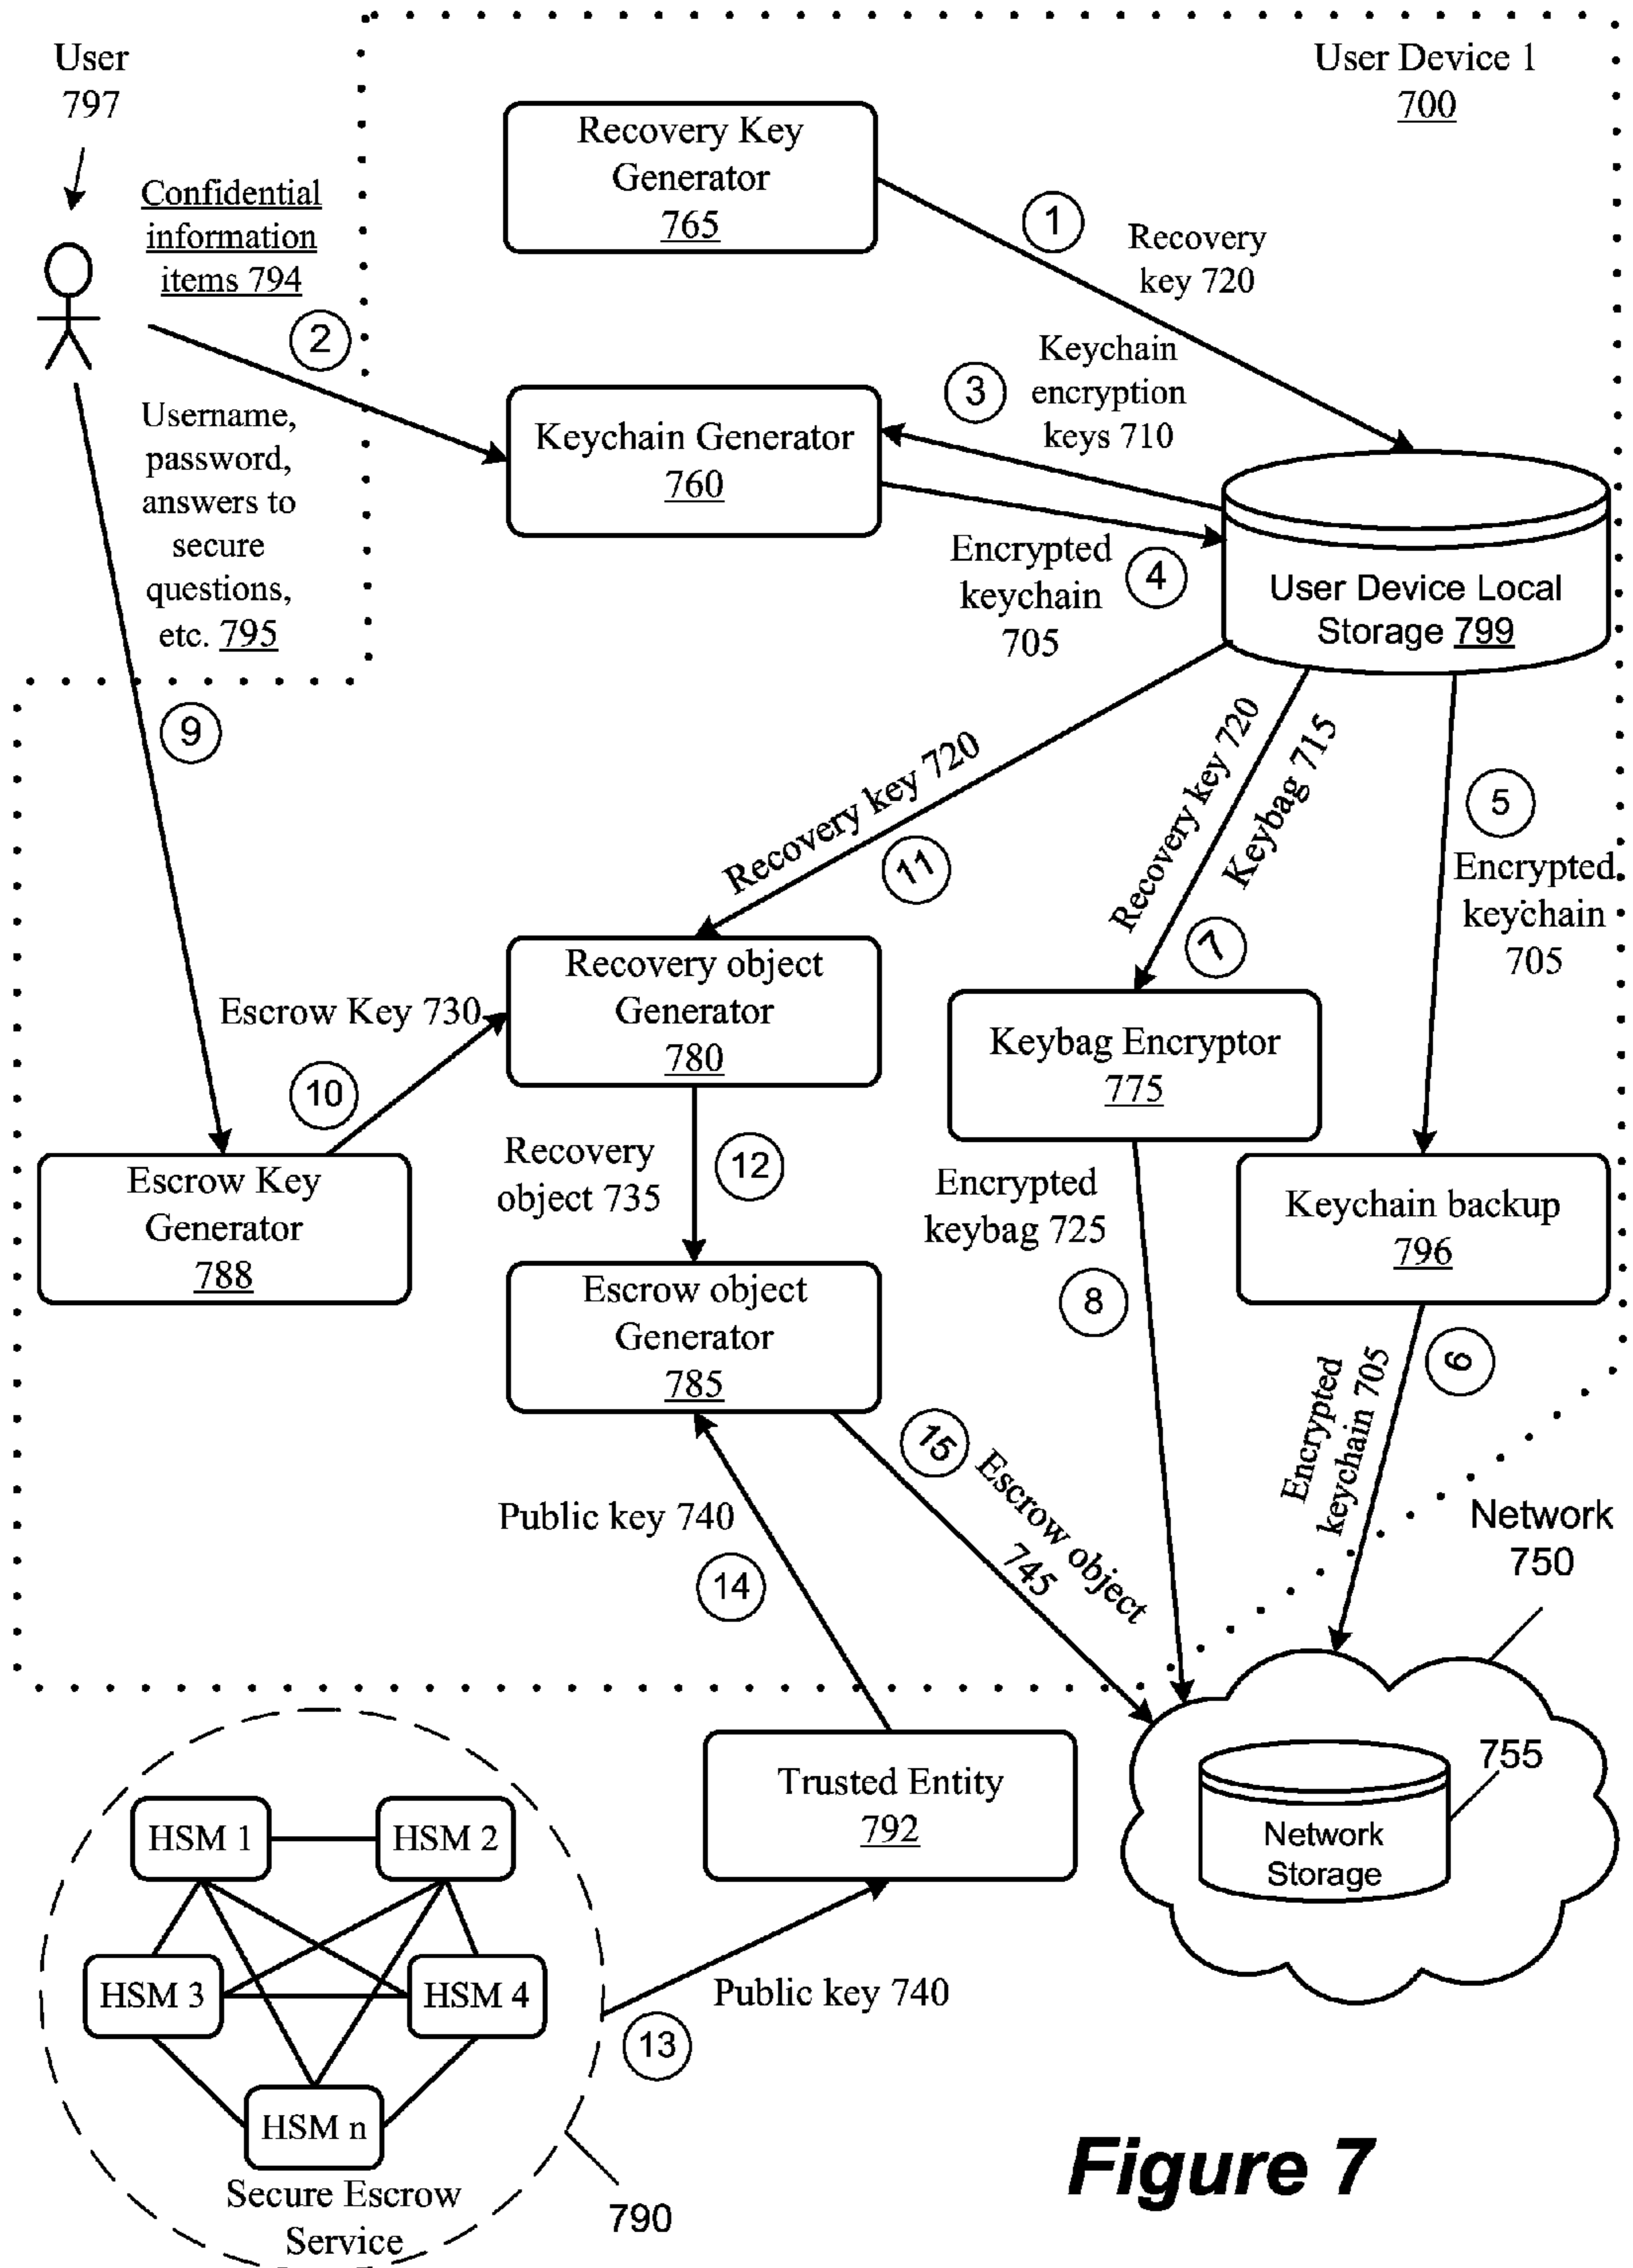 User
797
User Device 1
700
Confidential
information
items 794
Recovery Key
Generator
765
1
Recovery
key 720
2
Keychain Generator
760
3
Keychain
encryption
keys 710
Encrypted
keychain
705
4
User Device Local
Storage 799
Username,
password,
answers to
secure
questions,
etc. 795
9
Recovery key 720
11
Recovery key 720
Keybag 715
7
5
Encrypted
keychain
705
Escrow Key 730
10
Recovery object
Generator
780
Keybag Encryptor
775
Escrow Key
Generator
788
Recovery
object 735
12
Encrypted
keybag 725
8
Keychain backup
796
Escrow object
Generator
785
Encrypted
keychain 705
6
15
Escrow object
745
Public key 740
14
Network
750
Trusted Entity
792
755
Network
Storage
HSM 1
HSM 2
HSM 3
HSM 4
HSM n
Secure Escrow
Service
790
Public key 740
13
Figure 7